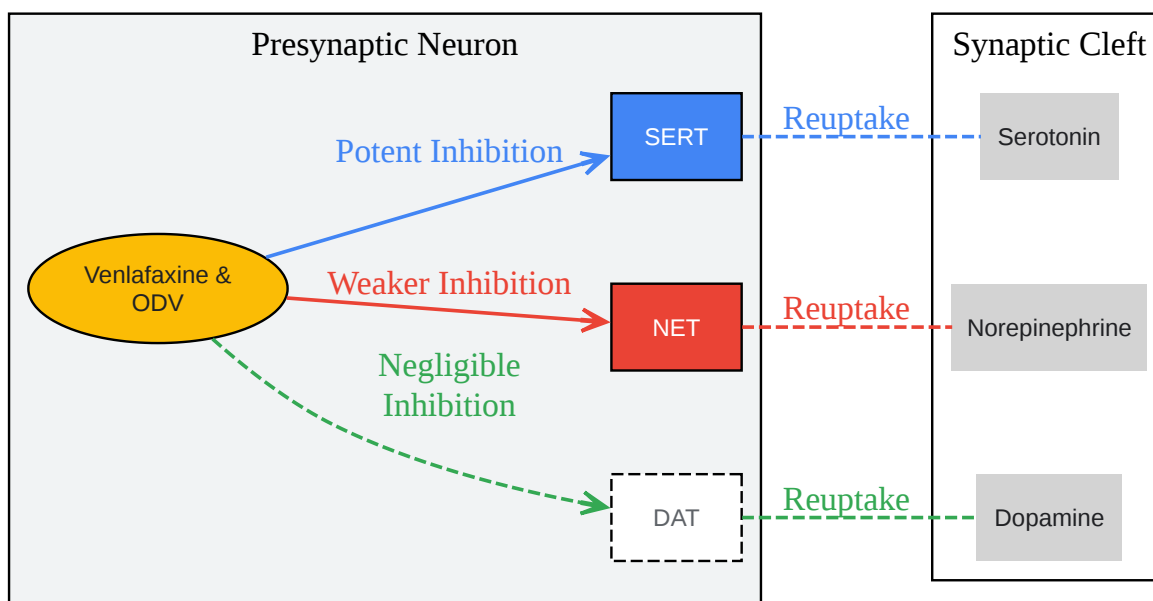 Presynaptic Neuron
Synaptic Cleft
Potent Inhibition
SERT
Reuptake
Serotonin
Venlafaxine &
ODV
Weaker Inhibition
NET
Reuptake
Norepinephrine
Negligible
Inhibition
DAT
Reuptake
Dopamine